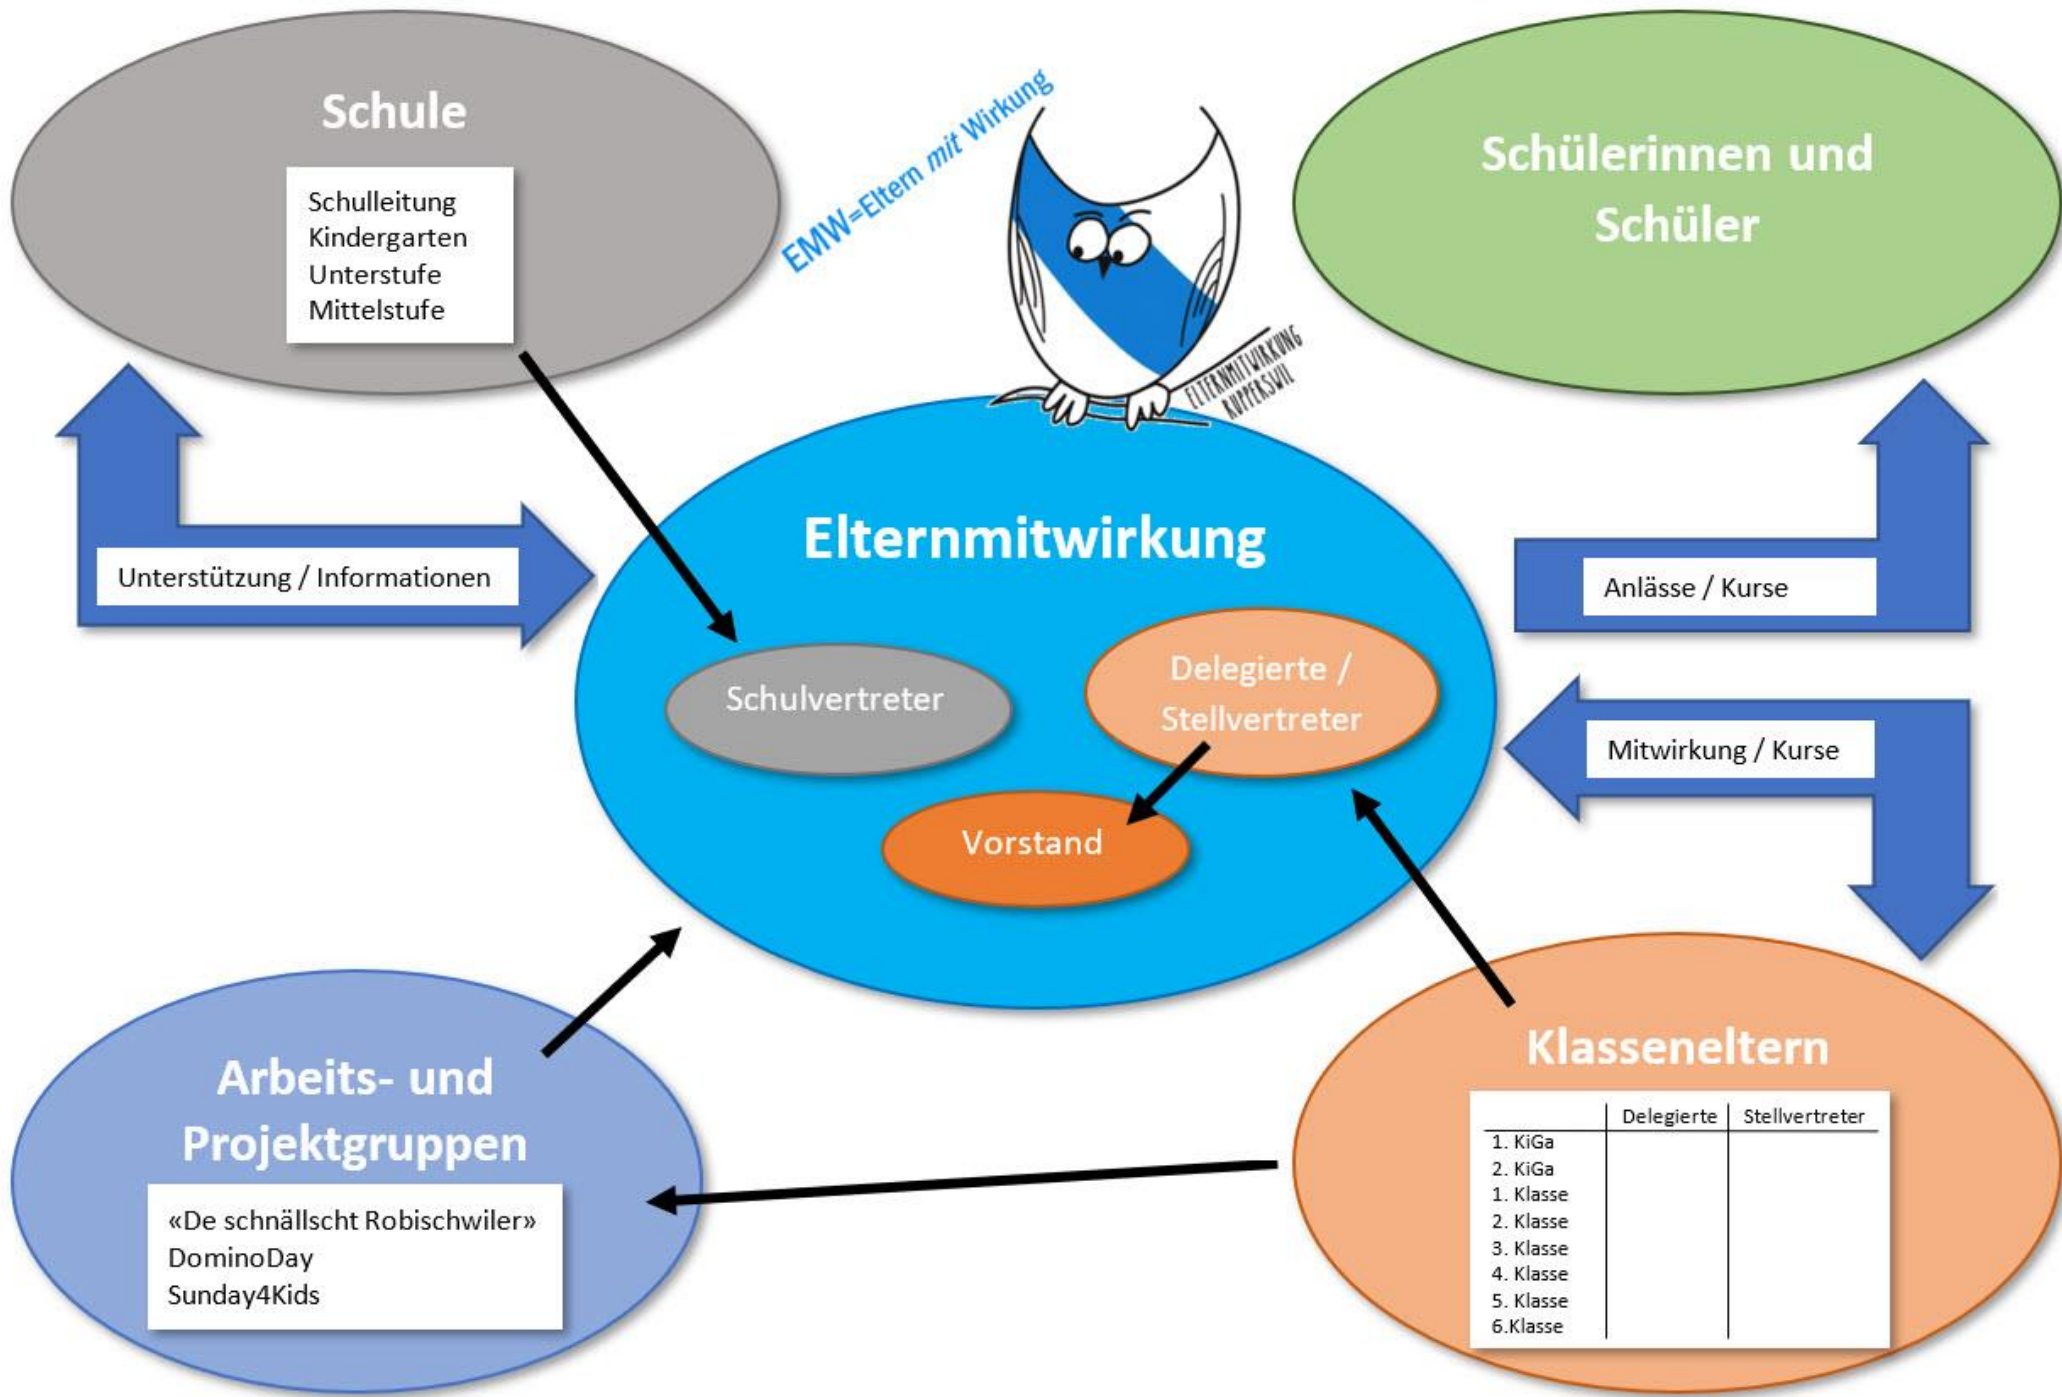 Schule
Schulleitung
Kindergarten
Unterstufe
Mittelstufe
EMW=Eltern mit Wirkung
ELTERNMITWIRKUNG
RUPPERSWIL
Schülerinnen und
Schüler
Unterstützung / Informationen
Elternmitwirkung
Schulvertreter
Delegierte /
Stellvertreter
Vorstand
Anlässe / Kurse
Mitwirkung / Kurse
Arbeits- und
Projektgruppen
«De schnällscht Robischwiler»
DominoDay
Sunday4Kids
Klasseneltern
Delegierte Stellvertreter
1. KiGa
2. KiGa
1. Klasse
2. Klasse
3. Klasse
4. Klasse
5. Klasse
6.Klasse